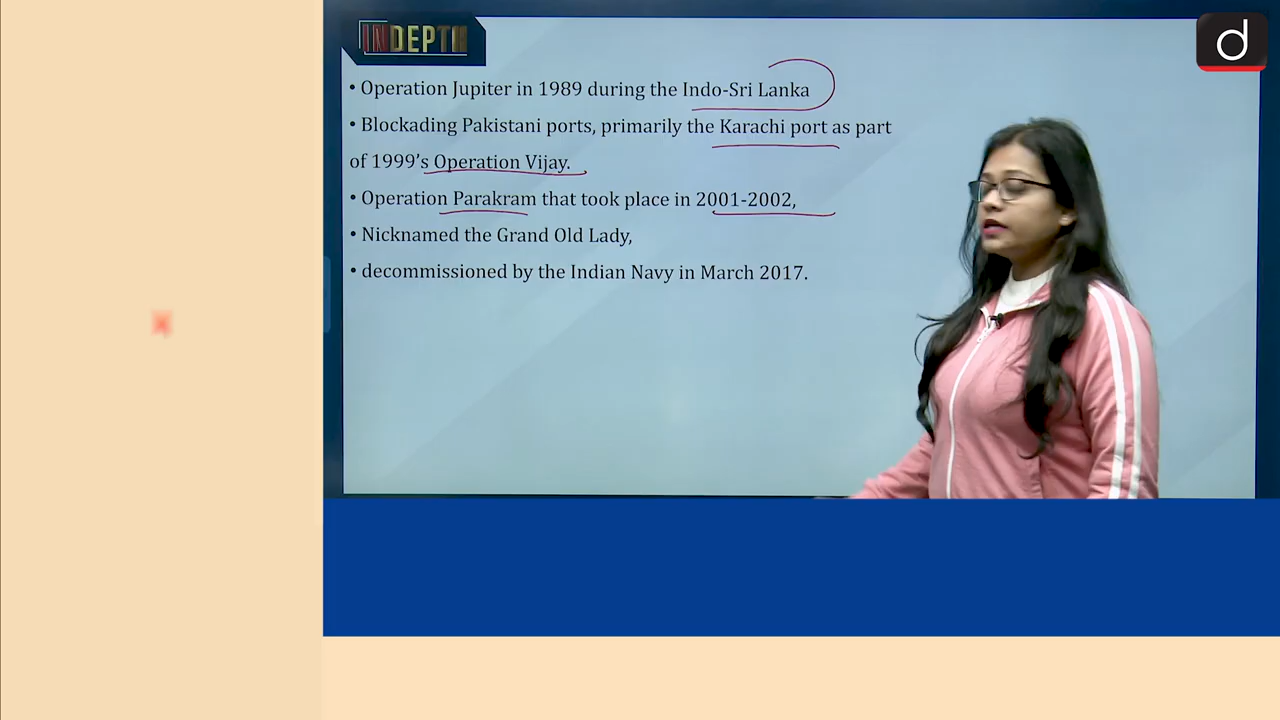 INDEPTH
d
• Operation Jupiter in 1989 during the Indo-Sri Lanka
• Blockading Pakistani ports, primarily the Karachi port as part
of 1999’s Operation Vijay.
• Operation Parakram that took place in 2001-2002,
• Nicknamed the Grand Old Lady,
• decommissioned by the Indian Navy in March 2017.